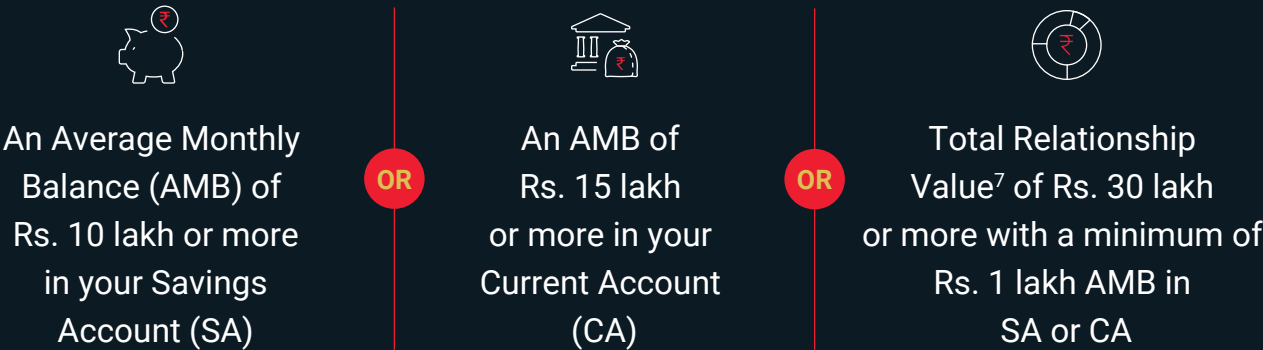 An Average Monthly
Balance (AMB) of
Rs. 10 lakh or more
in your Savings
Account (SA)
OR
An AMB of
Rs. 15 lakh
or more in your
Current Account
(CA)
OR
Total Relationship
Value⁷ of Rs. 30 lakh
or more with a minimum of
Rs. 1 lakh AMB in
SA or CA